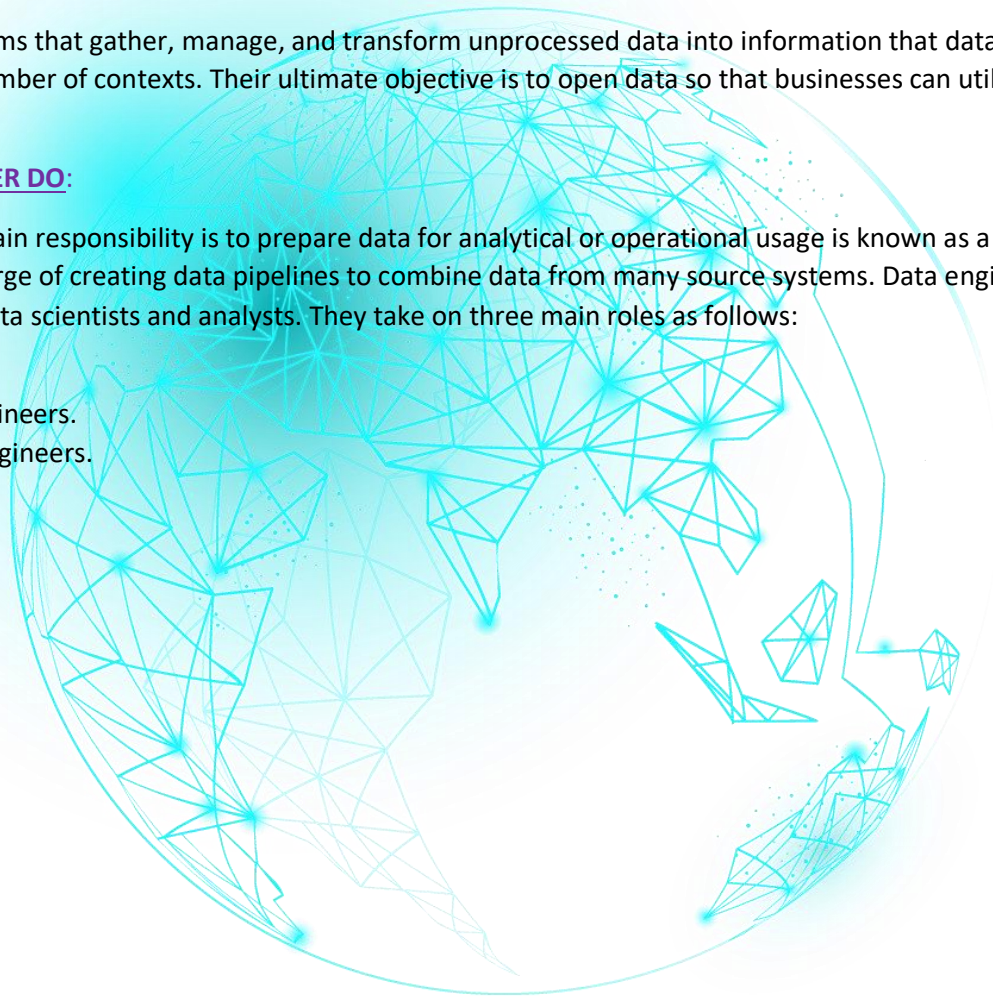 ms that gather, manage, and transform unprocessed data into information that data
mber of contexts. Their ultimate objective is to open data so that businesses can util
ER DO:
ain responsibility is to prepare data for analytical or operational usage is known as a
rge of creating data pipelines to combine data from many source systems. Data engi
ta scientists and analysts. They take on three main roles as follows:
ineers.
gineers.